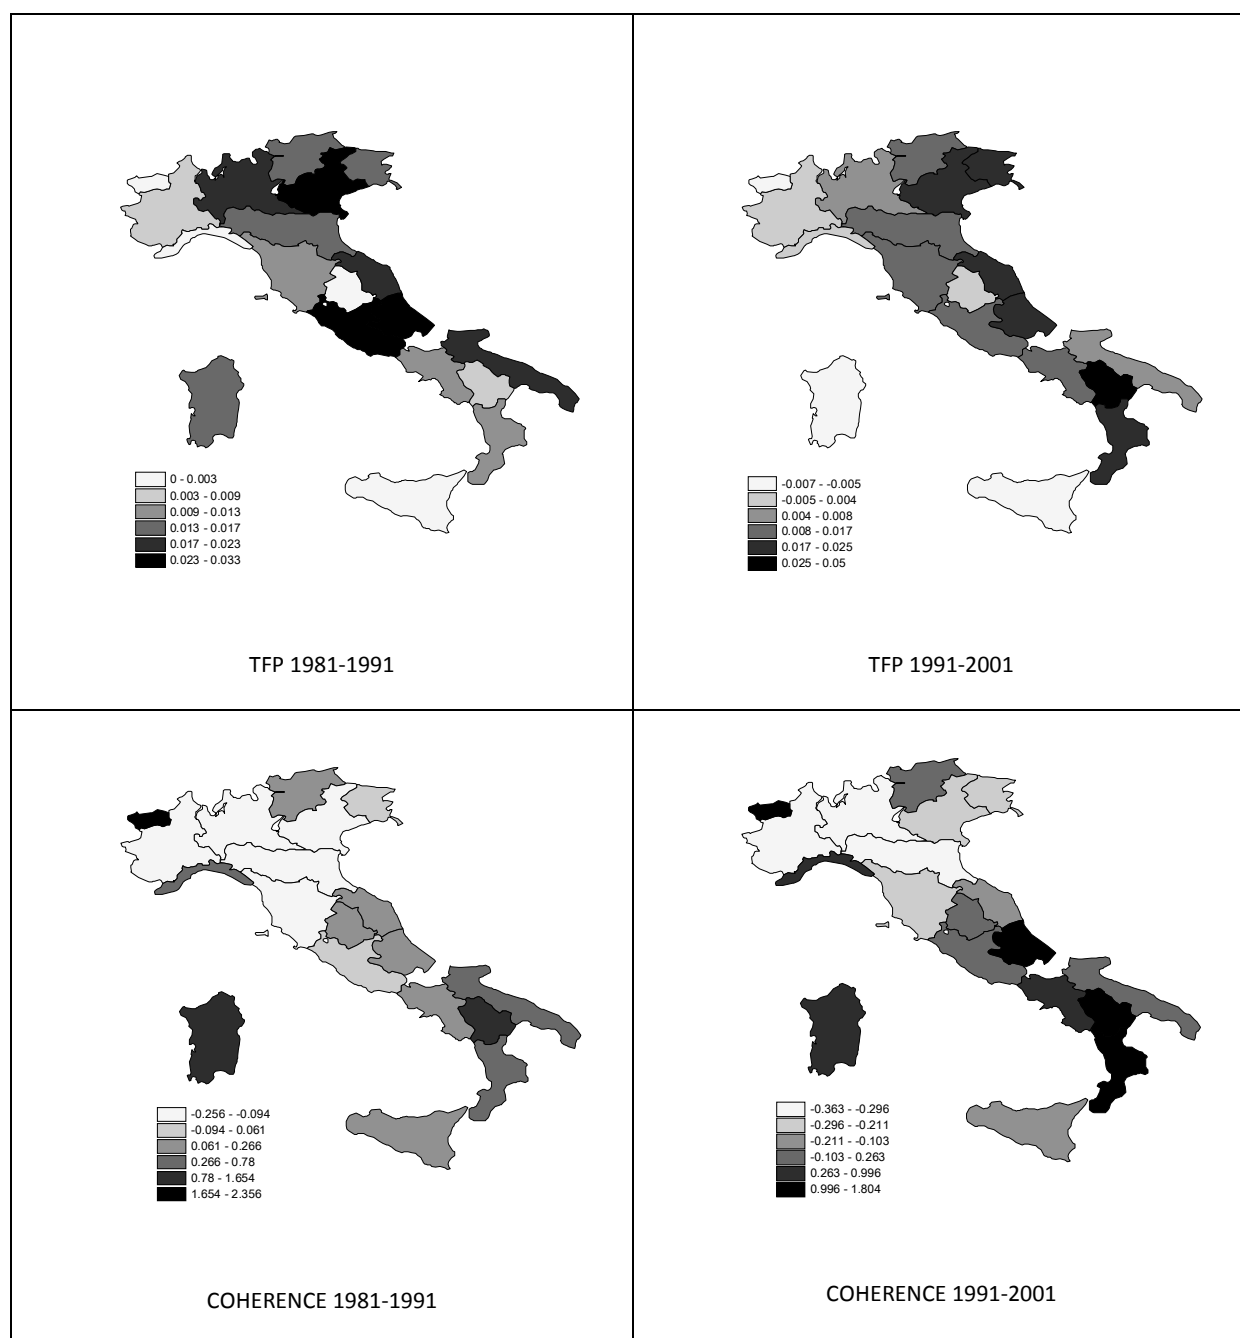 0 - 0.003
0.003 - 0.009
0.009 - 0.013
0.013 - 0.017
0.017 - 0.023
0.023 - 0.033
TFP 1981-1991
-0.007 - -0.005
-0.005 - 0.004
0.004 - 0.008
0.008 - 0.017
0.017 - 0.025
0.025 - 0.05
TFP 1991-2001
-0.256 - -0.094
-0.094 - 0.061
0.061 - 0.266
0.266 - 0.78
0.78 - 1.654
1.654 - 2.356
COHERENCE 1981-1991
-0.363 - -0.296
-0.296 - -0.211
-0.211 - -0.103
-0.103 - 0.263
0.263 - 0.996
0.996 - 1.804
COHERENCE 1991-2001